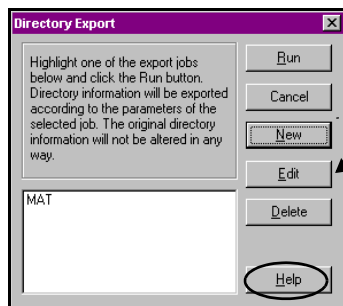 Directory Export
Highlight one of the export jobs
below and click the Run button.
Directory information will be exported
according to the parameters of the
selected job. The original directory
information will not be altered in any
way.
Run
Cancel
New
Edit
Delete
Help
MAT